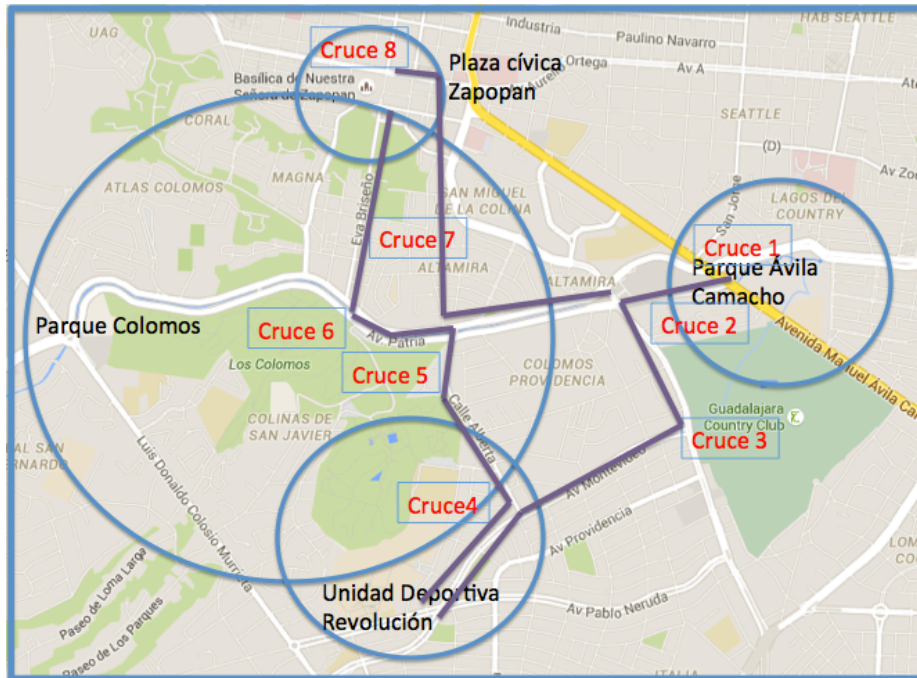 UAG
Industria
HAB SEATTLE
Paulino Navarro
Cruce 8
Plaza cívica
Zapopan
Av A
Aurelio Ortega
Basílica de Nuestra
Señora de Zapopan
SEATTLE
CORAL
(D)
MAGNA
ATLAS COLOMOS
SAN MIGUEL
DE LA COLINA
San Jorge
LAGOS DEL
COUNTRY
Eva Briseño
Cruce 7
ALTAMIRA
ALTAMIRA
Cruce 1
Parque Ávila
Camacho
Parque Colomos
Cruce 6
Av. Patria
Cruce 2
Los Colomos
Cruce 5
COLOMOS
PROVIDENCIA
Avenida Manuel Ávila
COLINAS DE
SAN JAVIER
Calle Alberta
Guadalajara
Country Club
Cruce 3
Luis Donaldo Colosio Murrieta
Av Montevideo
Cruce4
Av Providencia
Paseo de Loma Larga
Paseo de Los Parques
Unidad Deportiva
Revolución
Av Pablo Neruda
ITALIA